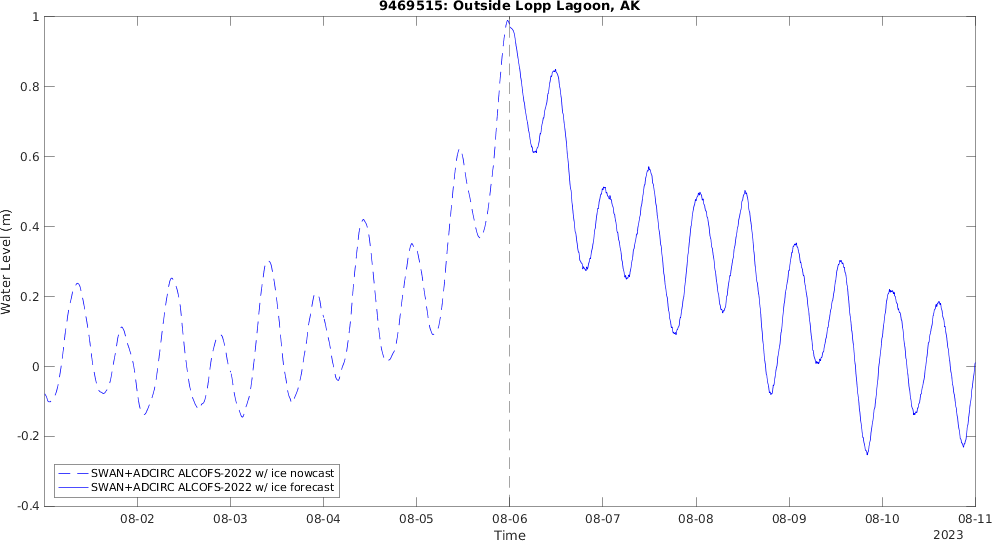 9469515: Outside Lopp Lagoon, AK
1
0.8
0.6
0.4
0.2
0
-0.2
-0.4
Water Level (m)
SWAN+ADCIRC ALCOFS-2022 w/ ice nowcast
SWAN+ADCIRC ALCOFS-2022 w/ ice forecast
08-02 08-03 08-04 08-05 08-06 08-07 08-08 08-09 08-10 08-11
Time
2023